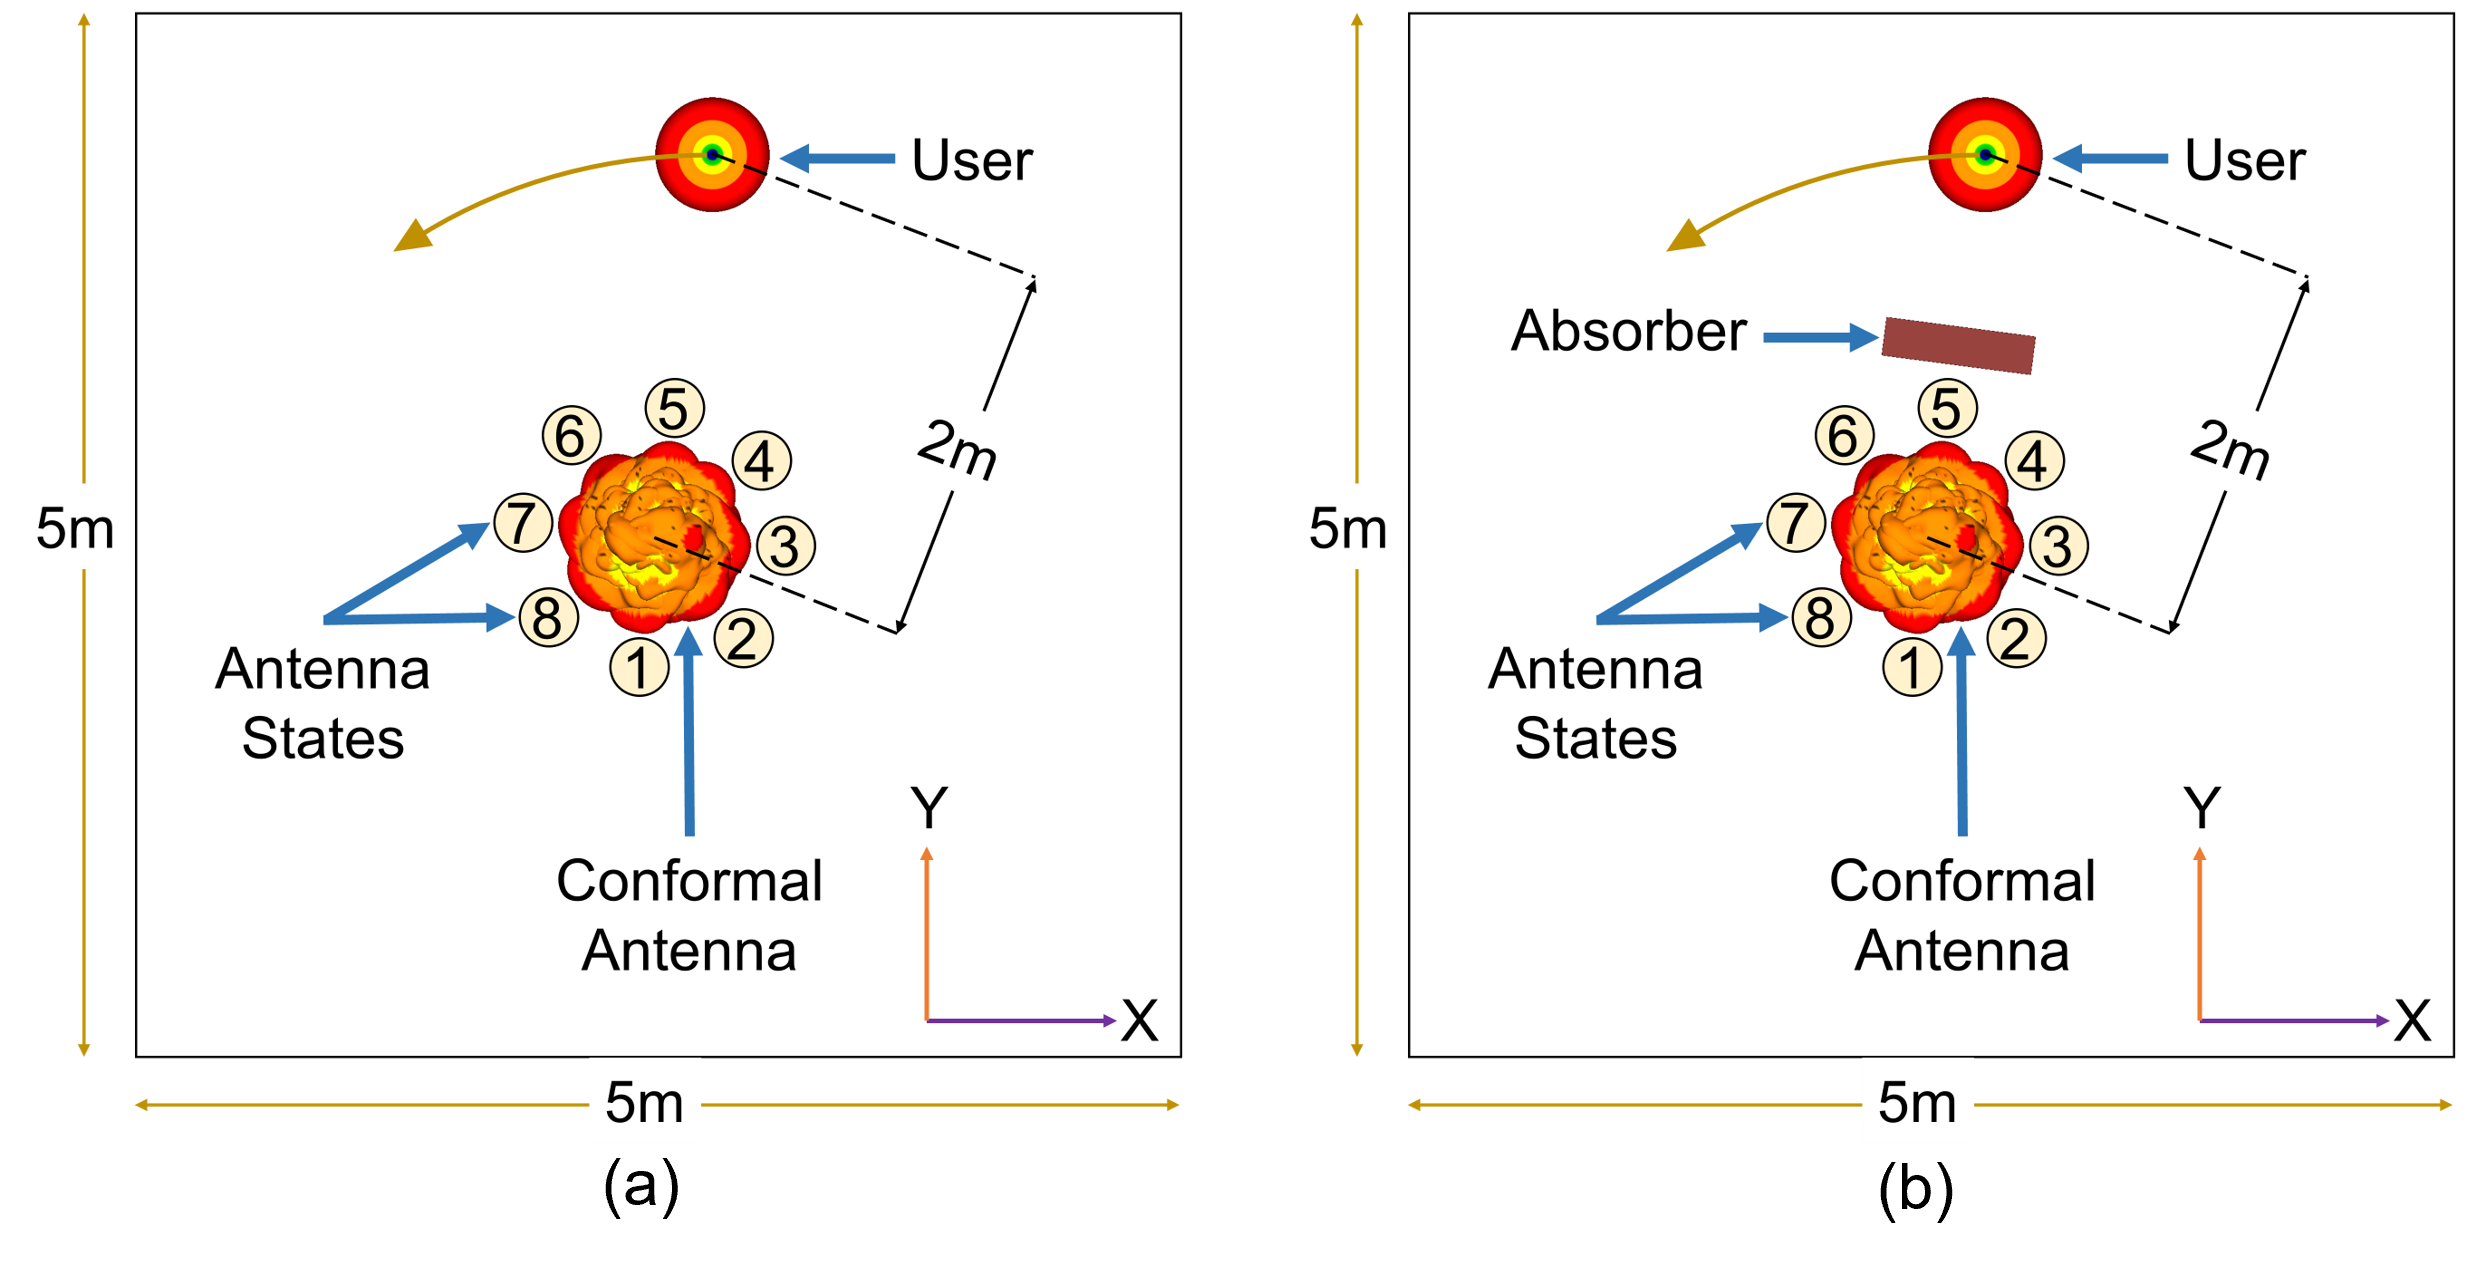 User
5
6
4
7
3
8
2
1
2m
5m
Antenna
States
Conformal
Antenna
Y
X
5m
(a)
User
Absorber
5
6
4
7
3
8
2
1
2m
5m
Antenna
States
Conformal
Antenna
Y
X
5m
(b)